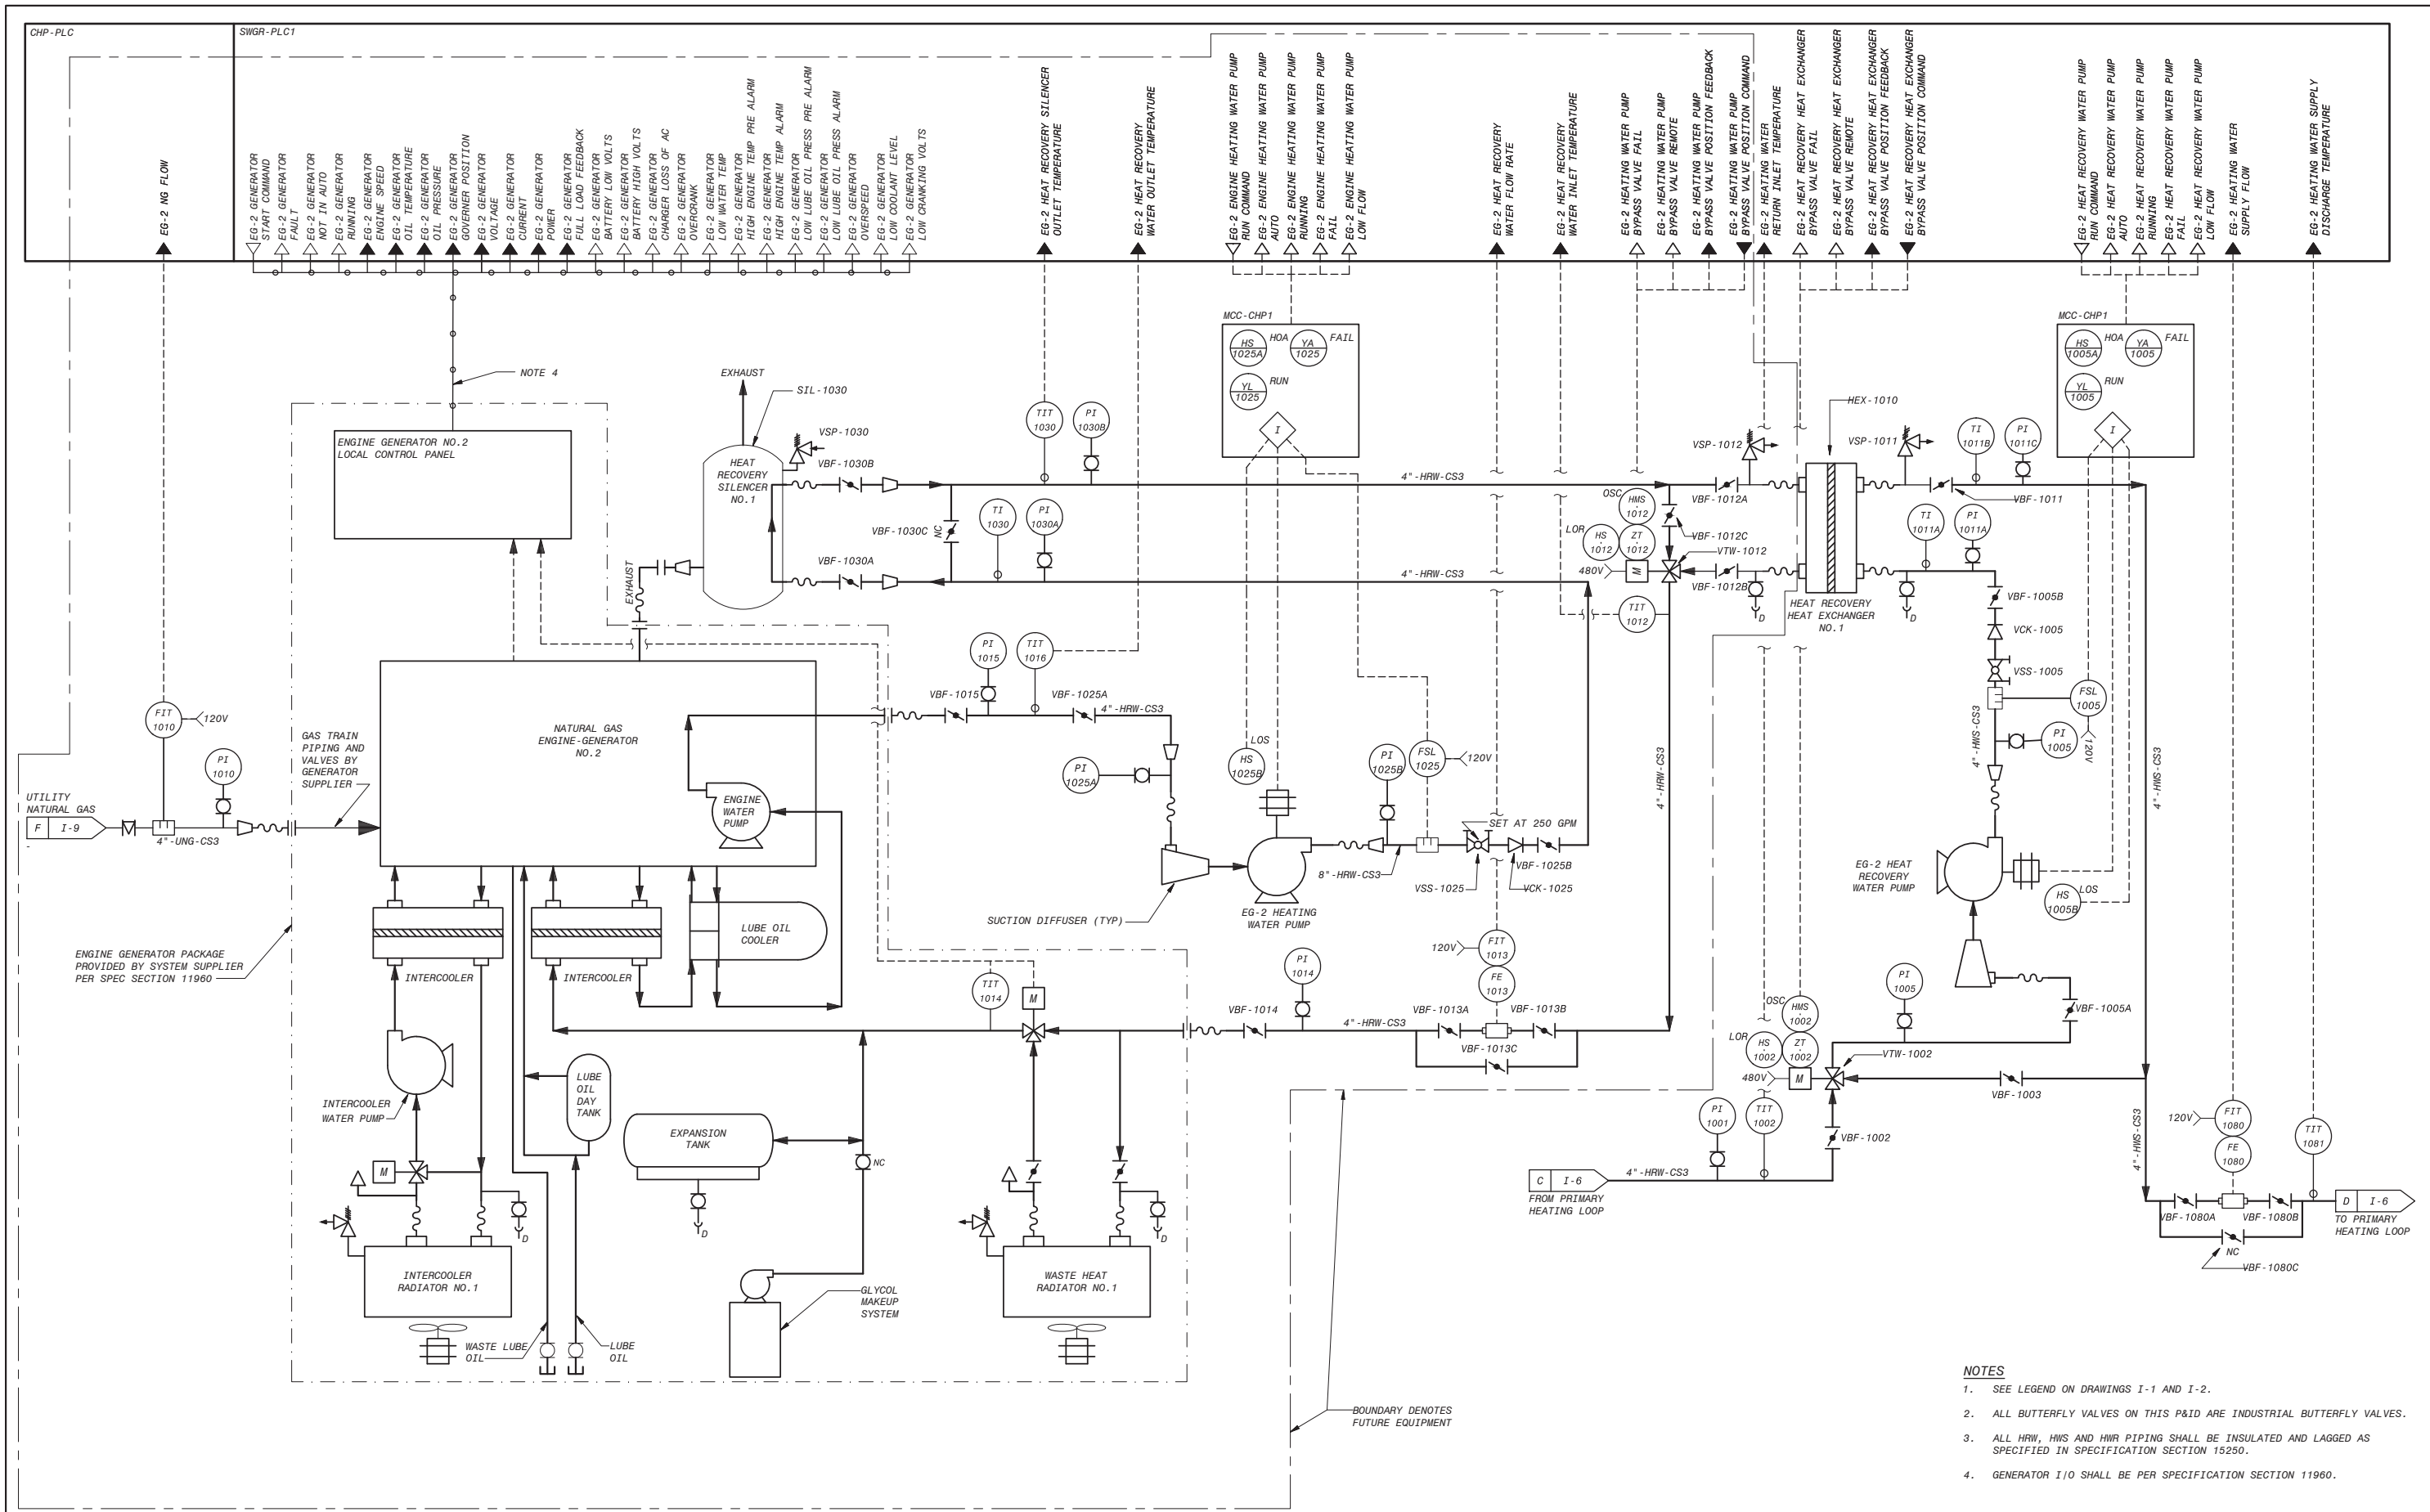 CHP-PLC
SWGR-PLC1
EG-2 NG FLOW
EG-2 GENERATOR
START COMMAND
EG-2 GENERATOR
FAULT
EG-2 GENERATOR
NOT IN AUTO
EG-2 GENERATOR
RUNNING
EG-2 GENERATOR
ENGINE SPEED
EG-2 GENERATOR
OIL TEMPERATURE
EG-2 GENERATOR
OIL PRESSURE
EG-2 GENERATOR
GOVERNER POSITION
EG-2 GENERATOR
VOLTAGE
EG-2 GENERATOR
CURRENT
EG-2 GENERATOR
POWER
EG-2 GENERATOR
FULL LOAD FEEDBACK
EG-2 GENERATOR
BATTERY LOW VOLTS
EG-2 GENERATOR
BATTERY HIGH VOLTS
EG-2 GENERATOR
CHARGER LOSS OF AC
EG-2 GENERATOR
OVERCRANK
EG-2 GENERATOR
LOW WATER TEMP
EG-2 GENERATOR
HIGH ENGINE TEMP PRE ALARM
EG-2 GENERATOR
HIGH ENGINE TEMP ALARM
EG-2 GENERATOR
LOW LUBE OIL PRESS PRE ALARM
EG-2 GENERATOR
LOW LUBE OIL PRESS ALARM
EG-2 GENERATOR
OVERSPEED
EG-2 GENERATOR
LOW COOLANT LEVEL
EG-2 GENERATOR
LOW CRANKING VOLTS
EG-2 HEAT RECOVERY SILENCER
OUTLET TEMPERATURE
EG-2 HEAT RECOVERY
WATER OUTLET TEMPERATURE
EG-2 ENGINE HEATING WATER PUMP
RUN COMMAND
EG-2 ENGINE HEATING WATER PUMP
AUTO
EG-2 ENGINE HEATING WATER PUMP
RUNNING
EG-2 ENGINE HEATING WATER PUMP
FAIL
EG-2 ENGINE HEATING WATER PUMP
LOW FLOW
EG-2 HEAT RECOVERY
WATER FLOW RATE
EG-2 HEAT RECOVERY
WATER INLET TEMPERATURE
EG-2 HEATING WATER PUMP
BYPASS VALVE FAIL
EG-2 HEATING WATER PUMP
BYPASS VALVE REMOTE
EG-2 HEATING WATER PUMP
BYPASS VALVE POSITION FEEDBACK
EG-2 HEATING WATER PUMP
BYPASS VALVE POSITION COMMAND
EG-2 HEATING WATER
RETURN INLET TEMPERATURE
EG-2 HEAT RECOVERY HEAT EXCHANGER
BYPASS VALVE FAIL
EG-2 HEAT RECOVERY HEAT EXCHANGER
BYPASS VALVE REMOTE
EG-2 HEAT RECOVERY HEAT EXCHANGER
BYPASS VALVE POSITION FEEDBACK
EG-2 HEAT RECOVERY HEAT EXCHANGER
BYPASS VALVE POSITION COMMAND
EG-2 HEAT RECOVERY WATER PUMP
RUN COMMAND
EG-2 HEAT RECOVERY WATER PUMP
AUTO
EG-2 HEAT RECOVERY WATER PUMP
RUNNING
EG-2 HEAT RECOVERY WATER PUMP
FAIL
EG-2 HEAT RECOVERY WATER PUMP
LOW FLOW
EG-2 HEATING WATER
SUPPLY FLOW
EG-2 HEATING WATER SUPPLY
DISCHARGE TEMPERATURE
MCC-CHP1
HS
1025A
HOA
YA
1025
FAIL
YL
1025
RUN
I
MCC-CHP1
HS
1005A
HOA
YA
1005
FAIL
YL
1005
RUN
I
NOTE 4
EXHAUST
SIL-1030
VSP-1030
VBF-1030B
HEAT
RECOVERY
SILENCER
NO.1
VBF-1030C
NC
VBF-1030A
EXHAUST
TIT
1030
PI
1030B
TI
1030
PI
1030A
4"-HRW-CS3
4"-HRW-CS3
ENGINE GENERATOR NO.2
LOCAL CONTROL PANEL
OSC
HMS
1012
LOR
HS
1012
ZT
1012
480V
M
TIT
1012
VBF-1012A
VBF-1012C
VTW-1012
VBF-1012B
D
VSP-1012
HEX-1010
VSP-1011
TI
1011B
PI
1011C
VBF-1011
TI
1011A
PI
1011A
D
HEAT RECOVERY
HEAT EXCHANGER
NO.1
VBF-1005B
VCK-1005
VSS-1005
FSL
1005
120V
PI
1005
4"-HWS-CS3
4"-HWS-CS3
4"-HRW-CS3
FIT
1010
120V
PI
1010
GAS TRAIN
PIPING AND
VALVES BY
GENERATOR
SUPPLIER
UTILITY
NATURAL GAS
F I-9
4"-UNG-CS3
NATURAL GAS
ENGINE-GENERATOR
NO.2
ENGINE
WATER
PUMP
PI
1015
TIT
1016
VBF-1015
VBF-1025A
4"-HRW-CS3
PI
1025A
LOS
HS
1025B
PI
1025B
FSL
1025
120V
SET AT 250 GPM
8"-HRW-CS3
VSS-1025
VBF-1025B
VCK-1025
SUCTION DIFFUSER (TYP)
EG-2 HEATING
WATER PUMP
EG-2 HEAT
RECOVERY
WATER PUMP
LOS
HS
1005B
ENGINE GENERATOR PACKAGE
PROVIDED BY SYSTEM SUPPLIER
PER SPEC SECTION 11960
INTERCOOLER
INTERCOOLER
LUBE OIL
COOLER
TIT
1014
M
VBF-1014
PI
1014
4"-HRW-CS3
120V
FIT
1013
FE
1013
VBF-1013A
VBF-1013B
VBF-1013C
PI
1005
VBF-1005A
OSC
HMS
1002
LOR
HS
1002
ZT
1002
480V
M
VTW-1002
VBF-1003
PI
1001
TIT
1002
VBF-1002
C I-6
4"-HRW-CS3
FROM PRIMARY
HEATING LOOP
4"-HWS-CS3
120V
FIT
1080
FE
1080
TIT
1081
VBF-1080A
VBF-1080B
NC
VBF-1080C
D I-6
TO PRIMARY
HEATING LOOP
INTERCOOLER
WATER PUMP
LUBE
OIL
DAY
TANK
EXPANSION
TANK
NC
M
D
D
D
INTERCOOLER
RADIATOR NO.1
WASTE HEAT
RADIATOR NO.1
GLYCOL
MAKEUP
SYSTEM
WASTE LUBE
OIL
LUBE
OIL
BOUNDARY DENOTES
FUTURE EQUIPMENT
NOTES
1. SEE LEGEND ON DRAWINGS I-1 AND I-2.
2. ALL BUTTERFLY VALVES ON THIS P&ID ARE INDUSTRIAL BUTTERFLY VALVES.
3. ALL HRW, HWS AND HWR PIPING SHALL BE INSULATED AND LAGGED AS
SPECIFIED IN SPECIFICATION SECTION 15250.
4. GENERATOR I/O SHALL BE PER SPECIFICATION SECTION 11960.